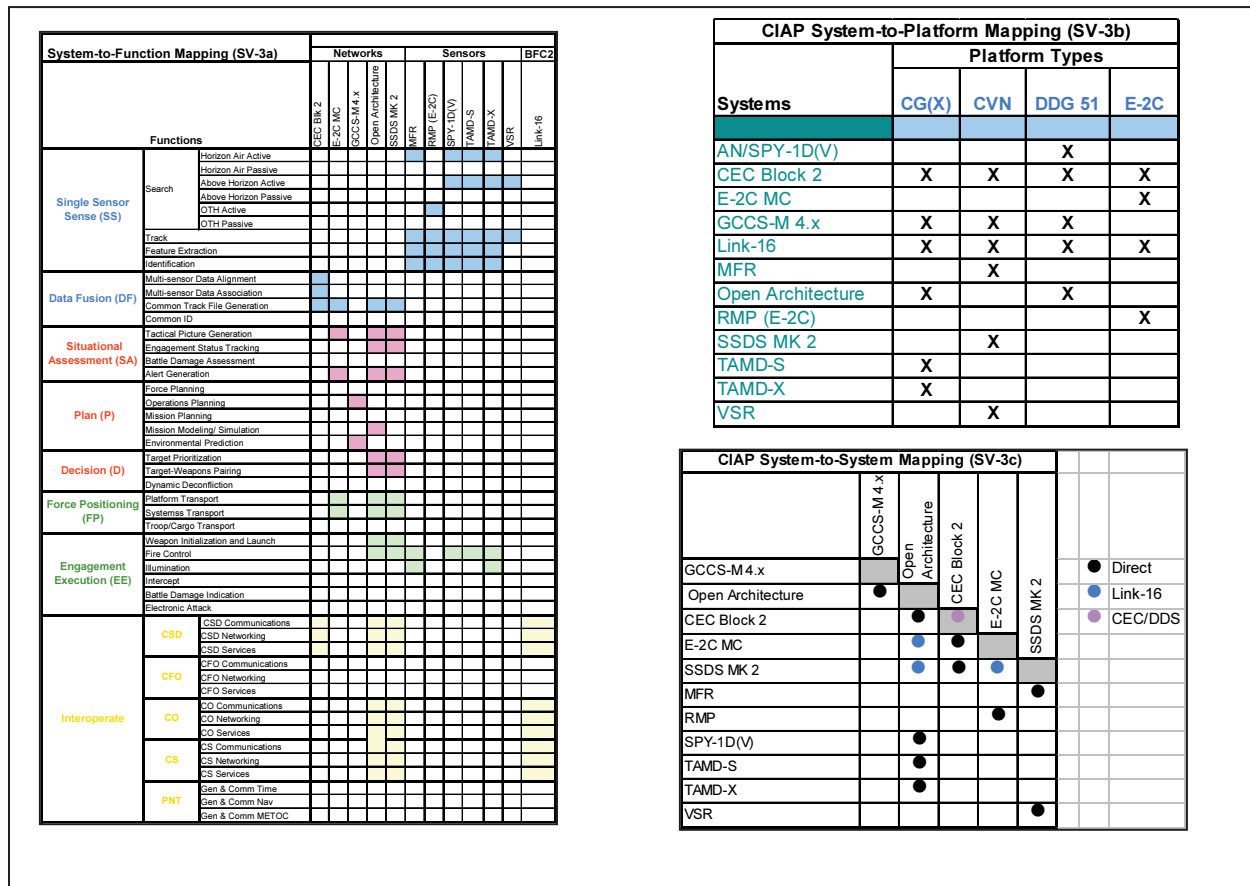 System-to-Function Mapping (SV-3a) Networks Sensors BFC2
Functions CEC Blk 2 E-2C MC GCCS-M 4.x Open Architecture SSDS MK 2 MFR RMP (E-2C) SPY-1D(V) TAMD-S TAMD-X VSR Link-16
Single Sensor Sense (SS)
Search
Horizon Air Active
Horizon Air Passive
Above Horizon Active
Above Horizon Passive
OTH Active
OTH Passive
Track
Feature Extraction
Identification
Data Fusion (DF)
Multi-sensor Data Alignment
Multi-sensor Data Association
Common Track File Generation
Common ID
Situational
Assessment (SA)
Tactical Picture Generation
Engagement Status Tracking
Battle Damage Assessment
Alert Generation
Plan (P)
Force Planning
Operations Planning
Mission Planning
Mission Modeling/ Simulation
Environmental Prediction
Decision (D)
Target Prioritization
Target-Weapons Pairing
Dynamic Deconfliction
Force Positioning
(FP)
Platform Transport
Systemss Transport
Troop/Cargo Transport
Engagement
Execution (EE)
Weapon Initialization and Launch
Fire Control
Illumination
Intercept
Battle Damage Indication
Electronic Attack
Interoperate
CSD
CSD Communications
CSD Networking
CSD Services
CFO
CFO Communications
CFO Networking
CFO Services
CO
CO Communications
CO Networking
CO Services
CS
CS Communications
CS Networking
CS Services
PNT
Gen & Comm Time
Gen & Comm Nav
Gen & Comm METOC
CIAP System-to-Platform Mapping (SV-3b)
Platform Types
Systems CG(X) CVN DDG 51 E-2C
AN/SPY-1D(V) X
CEC Block 2 X X X X
E-2C MC X
GCCS-M 4.x X X X
Link-16 X X X X
MFR X
Open Architecture X X
RMP (E-2C) X
SSDS MK 2 X
TAMD-S X
TAMD-X X
VSR X
CIAP System-to-System Mapping (SV-3c)
GCCS-M 4.x
Open
Architecture
CEC Block 2
E-2C MC
SSDS MK 2
GCCS-M 4.x
Open Architecture
CEC Block 2
E-2C MC
SSDS MK 2
MFR
RMP
SPY-1D(V)
TAMD-S
TAMD-X
VSR
Direct
Link-16
CEC/DDS